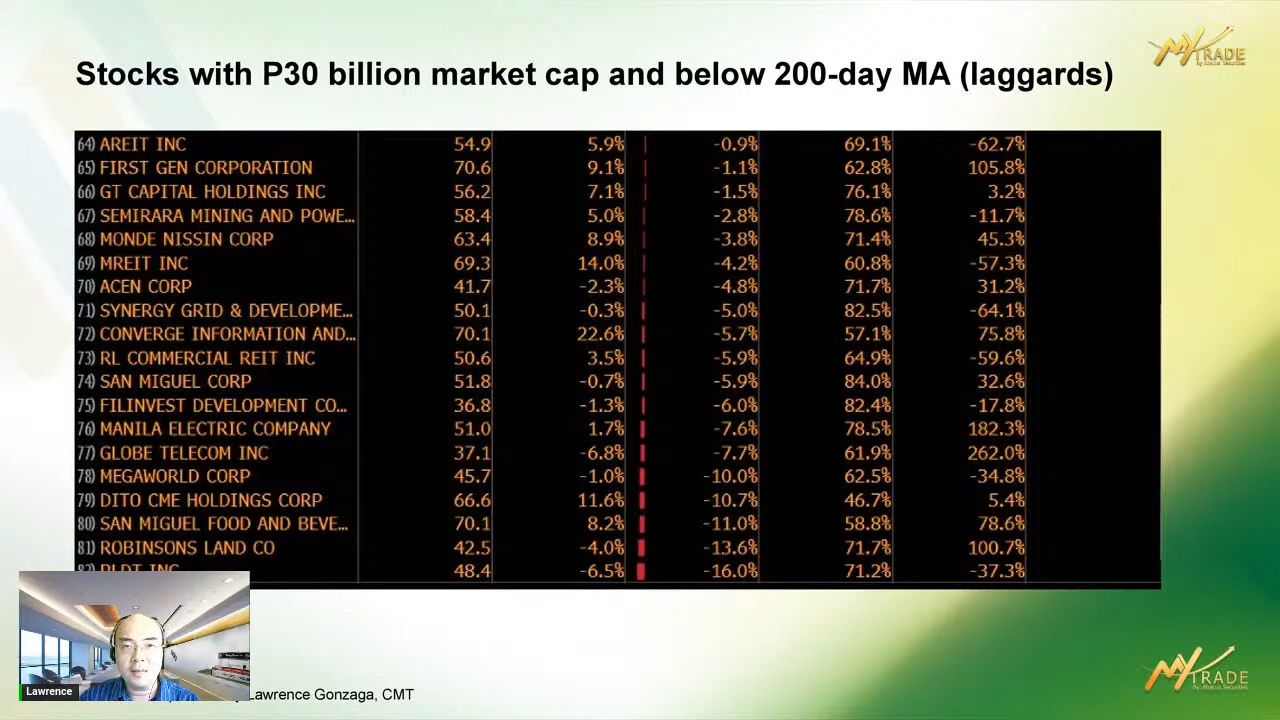 MYTRADE
by Abacus Securities
Stocks with P30 billion market cap and below 200-day MA (laggards)
64) AREIT INC 54.9 5.9% -0.9% 69.1% -62.7%
65) FIRST GEN CORPORATION 70.6 9.1% -1.1% 62.8% 105.8%
66) GT CAPITAL HOLDINGS INC 56.2 7.1% -1.5% 76.1% 3.2%
67) SEMIRARA MINING AND POWE… 58.4 5.0% -2.8% 78.6% -11.7%
68) MONDE NISSIN CORP 63.4 8.9% -3.8% 71.4% 45.3%
69) MREIT INC 69.3 14.0% -4.2% 60.8% -57.3%
70) ACEN CORP 41.7 -2.3% -4.8% 71.7% 31.2%
71) SYNERGY GRID & DEVELOPME… 50.1 -0.3% -5.0% 82.5% -64.1%
72) CONVERGE INFORMATION AND… 70.1 22.6% -5.7% 57.1% 75.8%
73) RL COMMERCIAL REIT INC 50.6 3.5% -5.9% 64.9% -59.6%
74) SAN MIGUEL CORP 51.8 -0.7% -5.9% 84.0% 32.6%
75) FILINVEST DEVELOPMENT CO… 36.8 -1.3% -6.0% 82.4% -17.8%
76) MANILA ELECTRIC COMPANY 51.0 1.7% -7.6% 78.5% 182.3%
77) GLOBE TELECOM INC 37.1 -6.8% -7.7% 61.9% 262.0%
78) MEGAWORLD CORP 45.7 -1.0% -10.0% 62.5% -34.8%
79) DITO CME HOLDINGS CORP 66.6 11.6% -10.7% 46.7% 5.4%
80) SAN MIGUEL FOOD AND BEVE… 70.1 8.2% -11.0% 58.8% 78.6%
81) ROBINSONS LAND CO 42.5 -4.0% -13.6% 71.7% 100.7%
82) PLDT INC 48.4 -6.5% -16.0% 71.2% -37.3%
Lawrence
Lawrence Gonzaga, CMT
MYTRADE
By: Abacus Securities